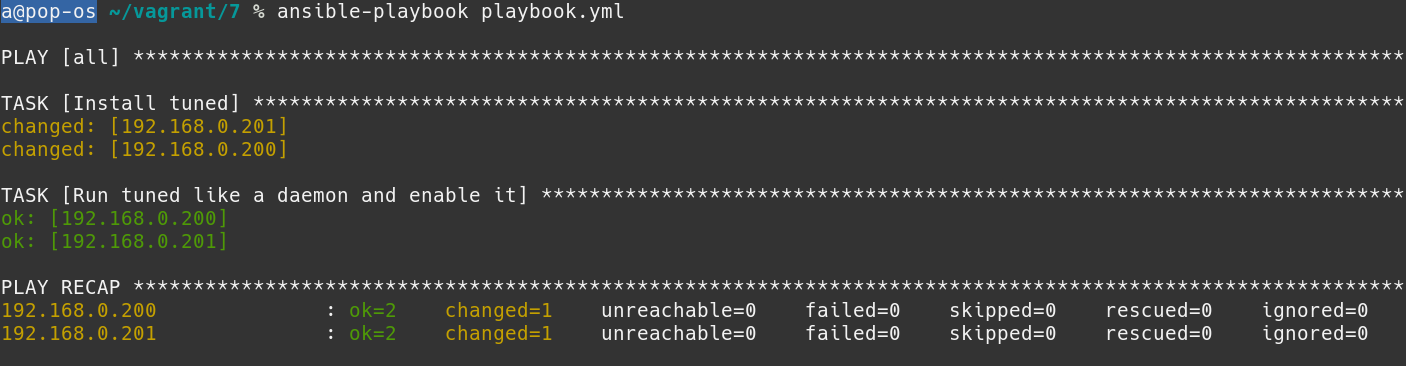 a@pop-os ~/vagrant/7 % ansible-playbook playbook.yml
PLAY [all] **********************************************************************************************************
TASK [Install tuned] ************************************************************************************************
changed: [192.168.0.201]
changed: [192.168.0.200]
TASK [Run tuned like a daemon and enable it] ************************************************************************
ok: [192.168.0.200]
ok: [192.168.0.201]
PLAY RECAP **********************************************************************************************************
192.168.0.200              : ok=2    changed=1    unreachable=0    failed=0    skipped=0    rescued=0    ignored=0
192.168.0.201              : ok=2    changed=1    unreachable=0    failed=0    skipped=0    rescued=0    ignored=0